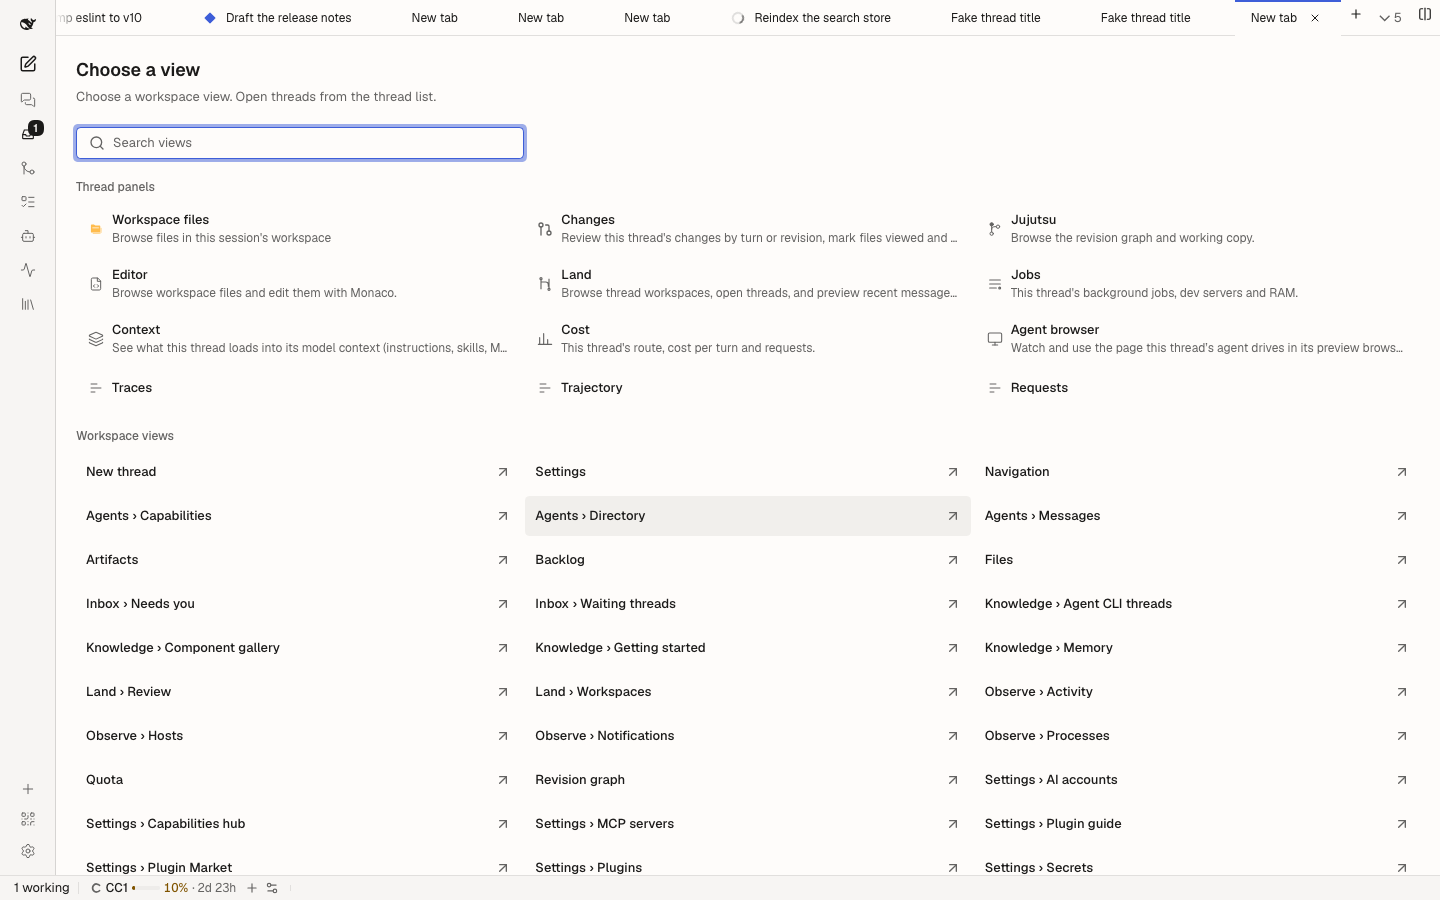 mp eslint to v10
Draft the release notes
New tab
New tab
New tab
Reindex the search store
Fake thread title
Fake thread title
New tab
5
1
Choose a view
Choose a workspace view. Open threads from the thread list.
Search views
Thread panels
Workspace files
Browse files in this session's workspace
Changes
Review this thread's changes by turn or revision, mark files viewed and …
Jujutsu
Browse the revision graph and working copy.
Editor
Browse workspace files and edit them with Monaco.
Land
Browse thread workspaces, open threads, and preview recent message…
Jobs
This thread's background jobs, dev servers and RAM.
Context
See what this thread loads into its model context (instructions, skills, M…
Cost
This thread's route, cost per turn and requests.
Agent browser
Watch and use the page this thread's agent drives in its preview brows…
Traces
Trajectory
Requests
Workspace views
New thread
Settings
Navigation
Agents › Capabilities
Agents › Directory
Agents › Messages
Artifacts
Backlog
Files
Inbox › Needs you
Inbox › Waiting threads
Knowledge › Agent CLI threads
Knowledge › Component gallery
Knowledge › Getting started
Knowledge › Memory
Land › Review
Land › Workspaces
Observe › Activity
Observe › Hosts
Observe › Notifications
Observe › Processes
Quota
Revision graph
Settings › AI accounts
Settings › Capabilities hub
Settings › MCP servers
Settings › Plugin guide
Settings › Plugin Market
Settings › Plugins
Settings › Secrets
1 working
CC1
10% · 2d 23h